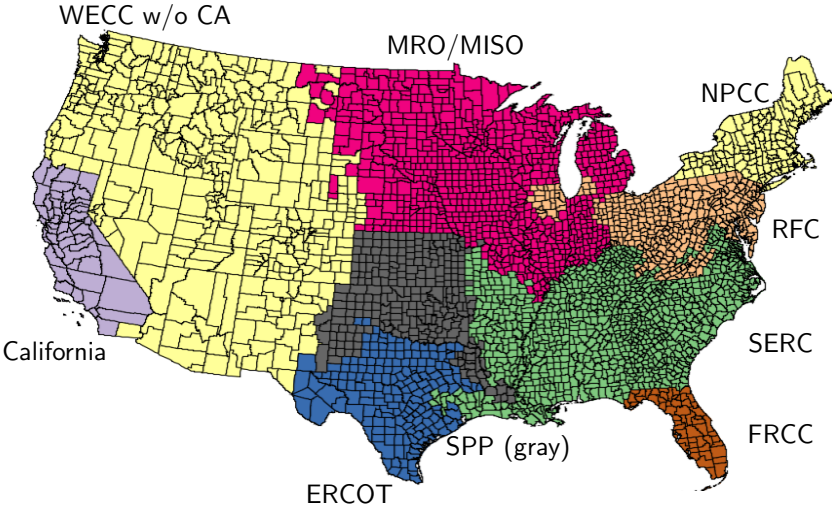 WECC w/o CA
MRO/MISO
NPCC
RFC
SERC
California
FRCC
SPP (gray)
ERCOT